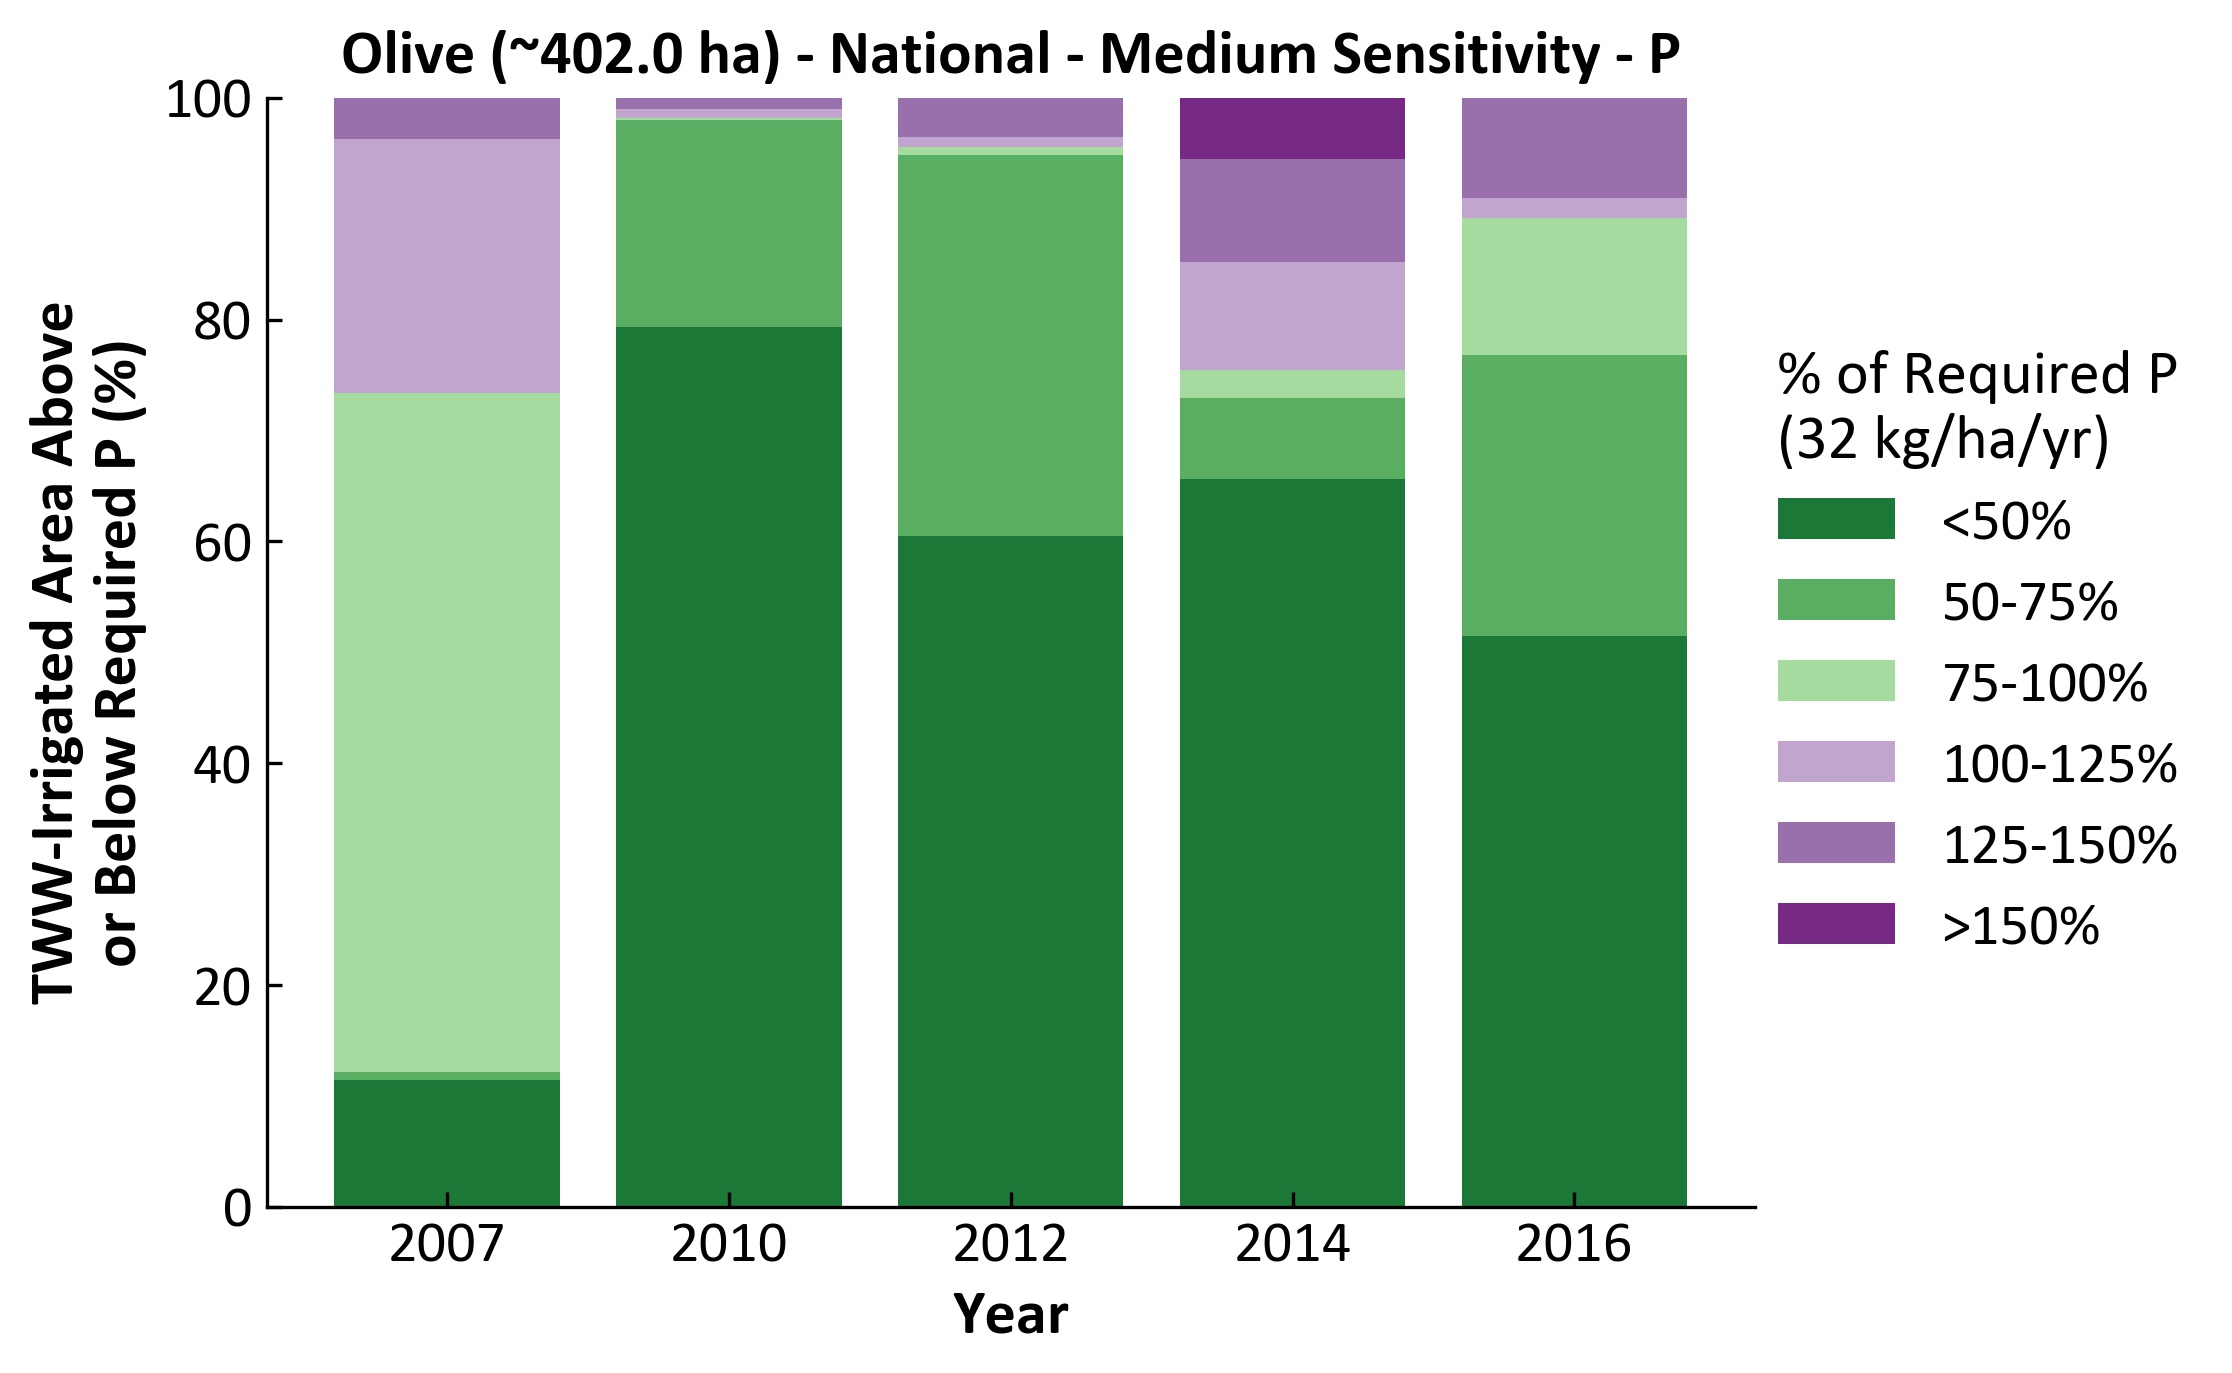 Olive (~402.0 ha) - National - Medium Sensitivity - P
TWW-Irrigated Area Above
or Below Required P (%)
100
80
60
40
20
0
2007
2010
2012
2014
2016
Year
% of Required P
(32 kg/ha/yr)
<50%
50-75%
75-100%
100-125%
125-150%
>150%